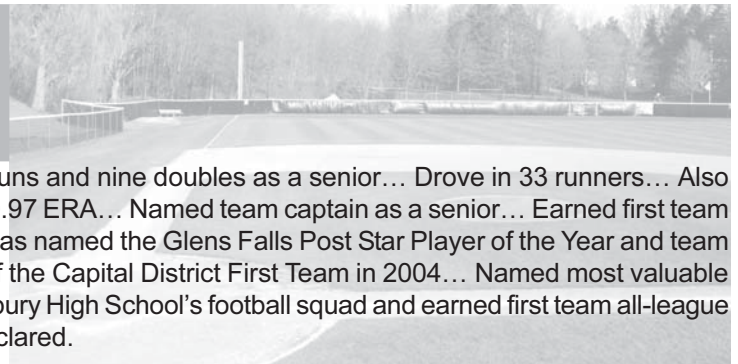 uns and nine doubles as a senior… Drove in 33 runners… Also
.97 ERA… Named team captain as a senior… Earned first team
as named the Glens Falls Post Star Player of the Year and team
f the Capital District First Team in 2004… Named most valuable
bury High School's football squad and earned first team all-league
clared.